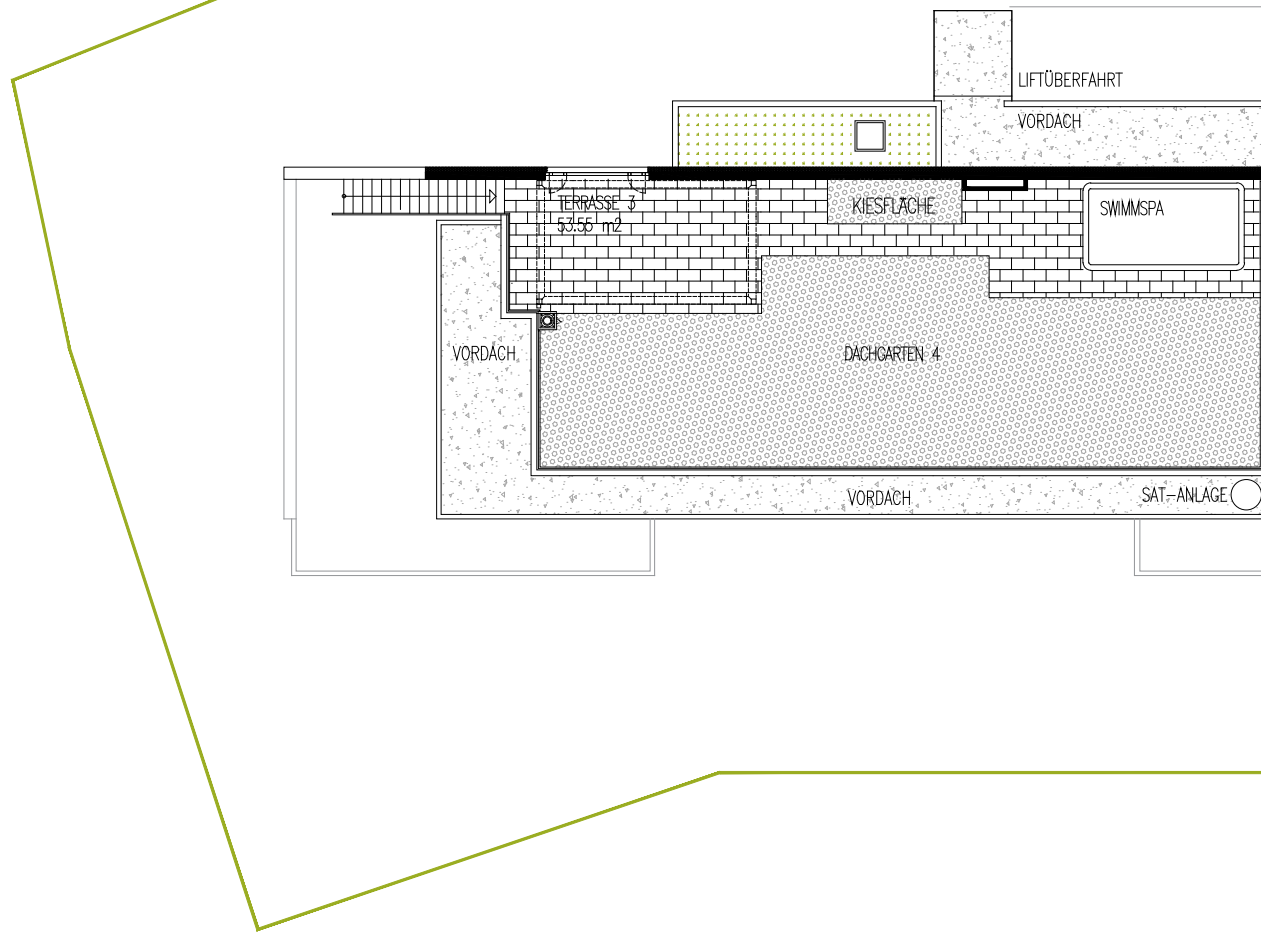 LIFTÜBERFAHRT
VORDACH
TERRASSE 3
53.55 m2
KIESFLÄCHE
SWIMMSPA
VORDACH
DACHGARTEN 4
VORDACH
SAT-ANLAGE